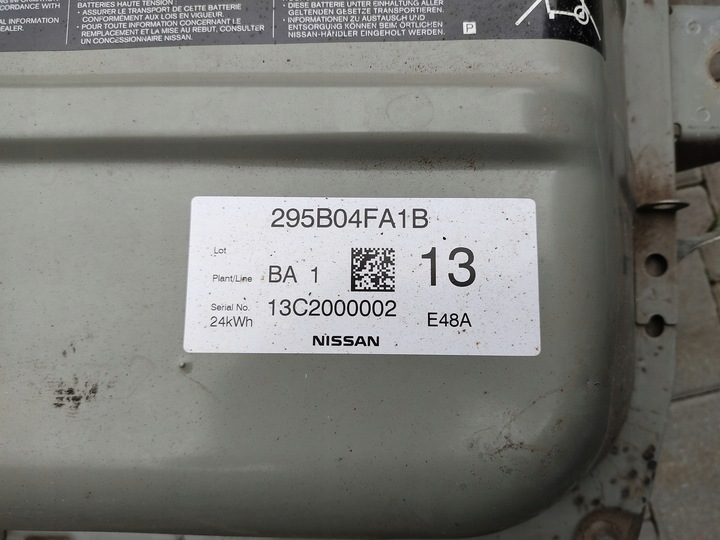 BATTERIES HAUTE TENSION :
- ASSURER LE TRANSPORT DE CETTE BATTERIE
CONFORMÉMENT AUX LOIS EN VIGUEUR.
- POUR TOUTE INFORMATION CONCERNANT
LE REMPLACEMENT OU LA MISE AU REBUT, CONSULTER
UN CONCESSIONNAIRE NISSAN.
ACCORDANCE WITH
AL INFORMATION
EALER.
- DIESE BATTERIE UNTER EINHALTUNG ALLER
GELTENDEN GESETZE TRANSPORTIEREN.
- INFORMATIONEN ZU AUSTAUSCH UND
ENTSORGUNG KÖNNEN BEIM ÖRTLICHEN
NISSAN-HÄNDLER EINGEHOLT WERDEN.
P
295B04FA1B
Lot
Plant/Line BA 1 13
Serial No. 13C2000002
24kWh E48A
NISSAN